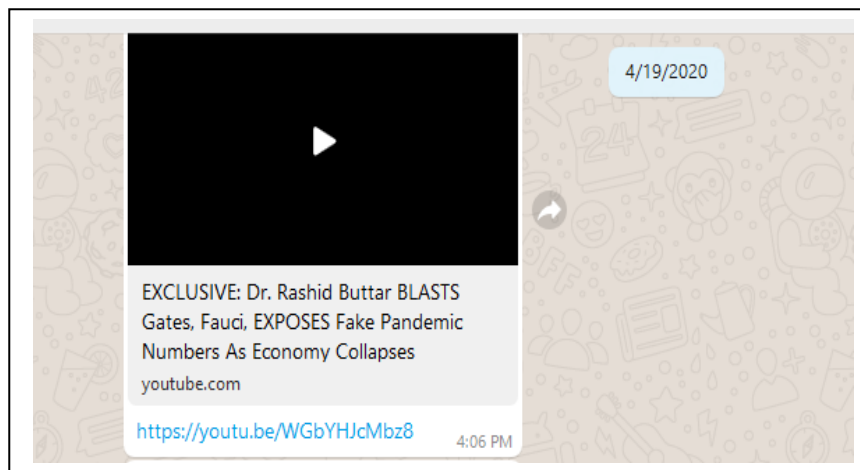 4/19/2020
EXCLUSIVE: Dr. Rashid Buttar BLASTS
Gates, Fauci, EXPOSES Fake Pandemic
Numbers As Economy Collapses
youtube.com
https://youtu.be/WGbYHJcMbz8
4:06 PM